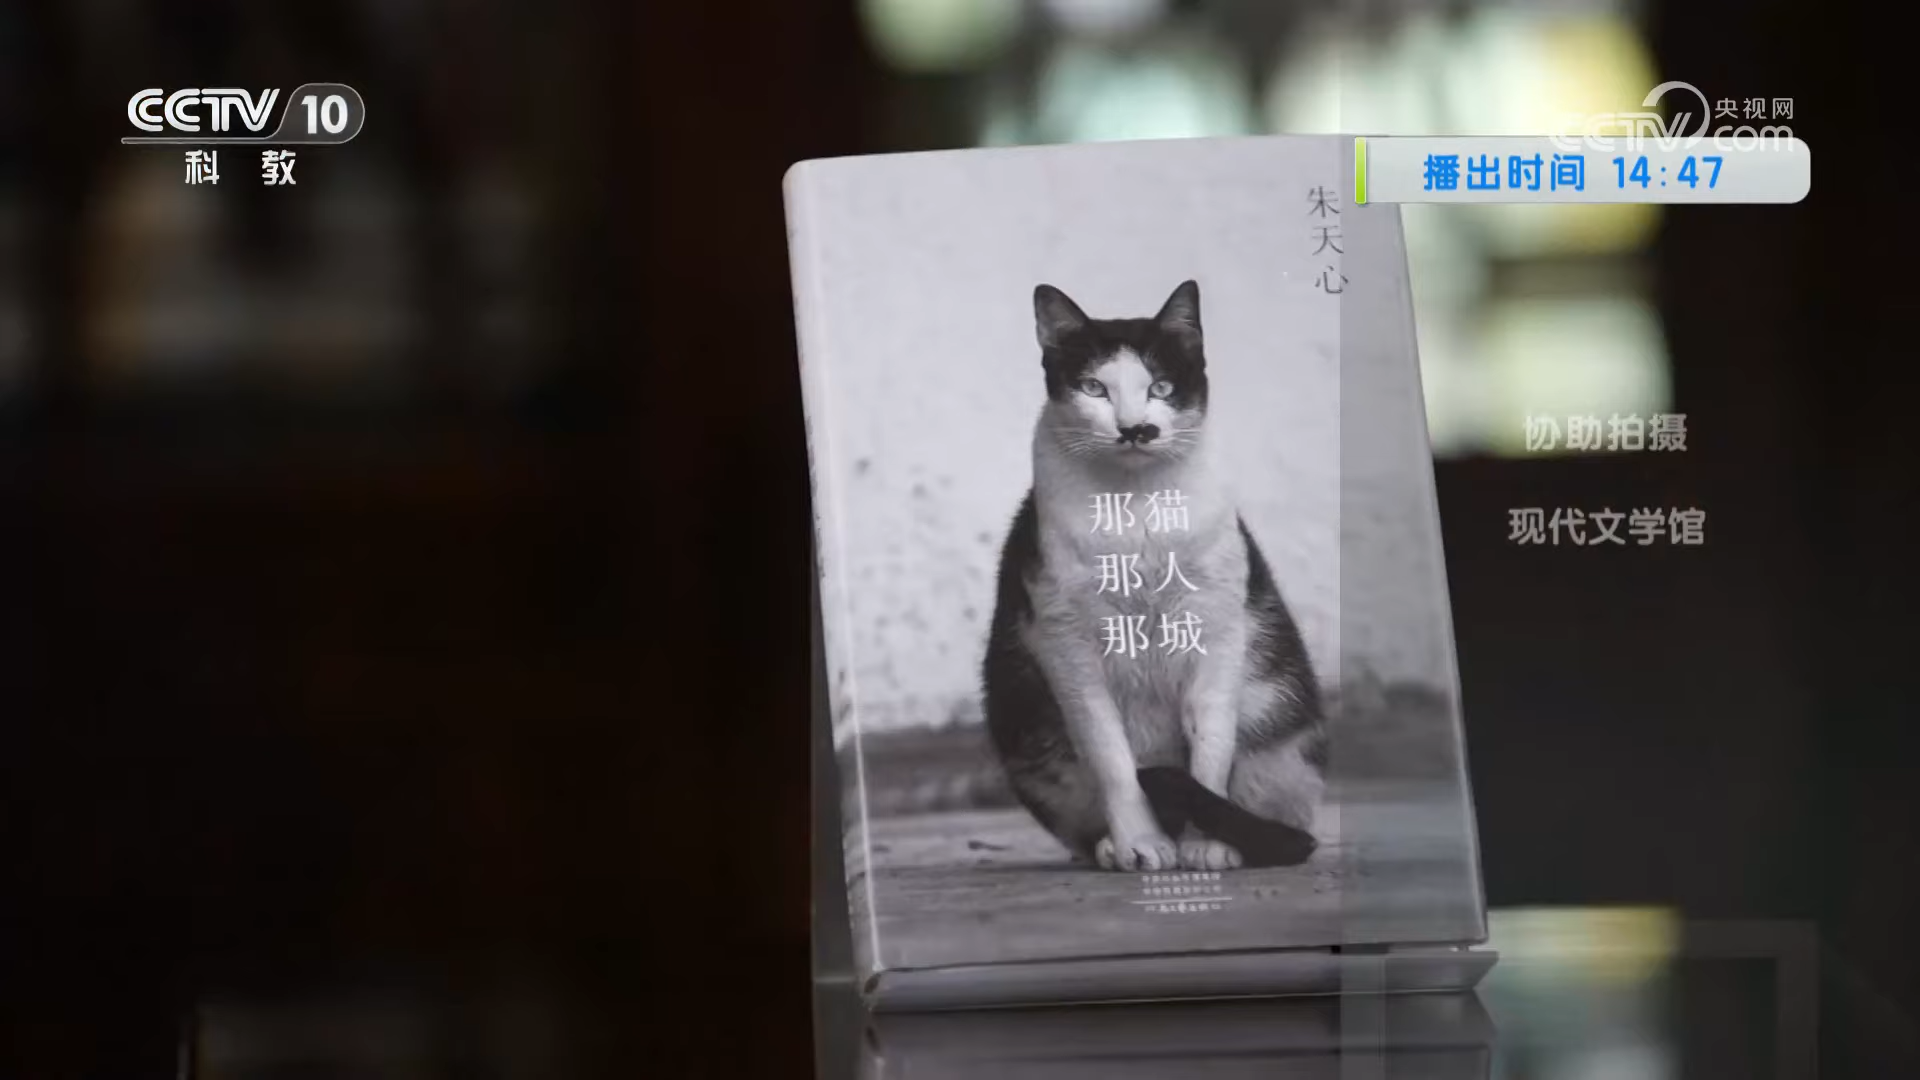 CCTV 10
科 教
央视网
CCTV.com
播出时间 14:47
朱天心
那猫
那人
那城
协助拍摄
现代文学馆